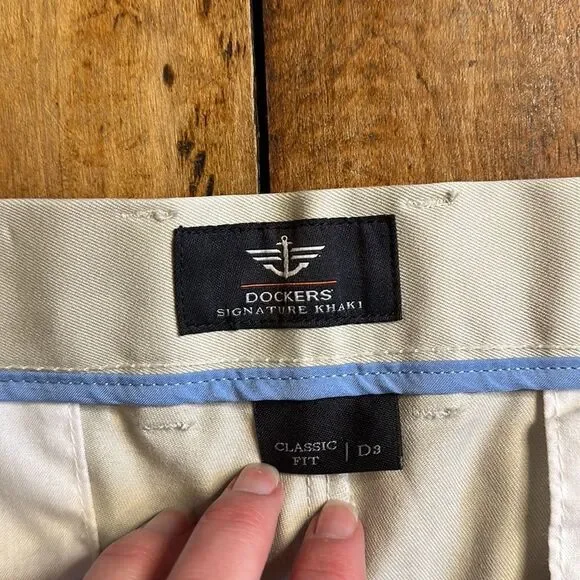 DOCKERS®
SIGNATURE KHAKI
CLASSIC FIT | D3